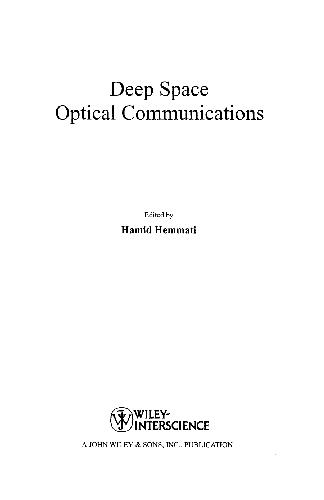 Deep Space
Optical Communications
Edited by
Hamid Hemmati
WILEY-
INTERSCIENCE
A JOHN WILEY & SONS, INC., PUBLICATION